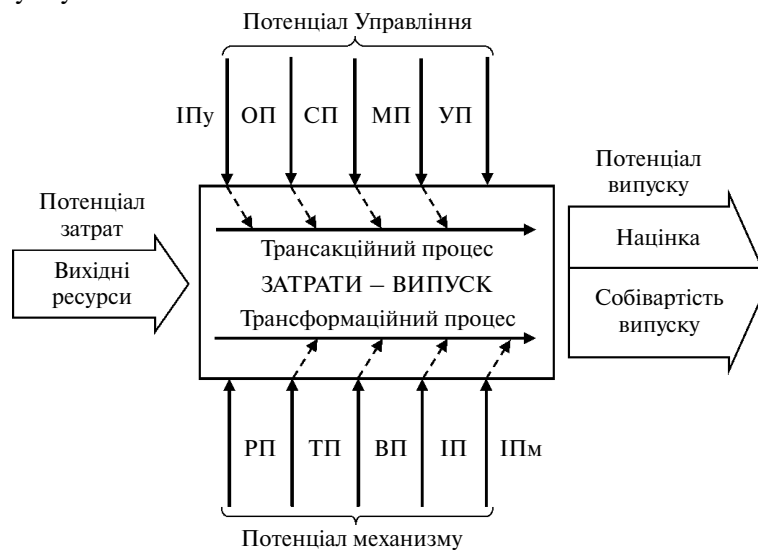 Потенціал Управління
ІПу ОП СП МП УП
Потенціал
затрат
Вихідні
ресурси
Трансакційний процес
ЗАТРАТИ – ВИПУСК
Трансформаційний процес
Потенціал
випуску
Націнка
Собівартість
випуску
РП ТП ВП ІП ІПм
Потенціал механізму